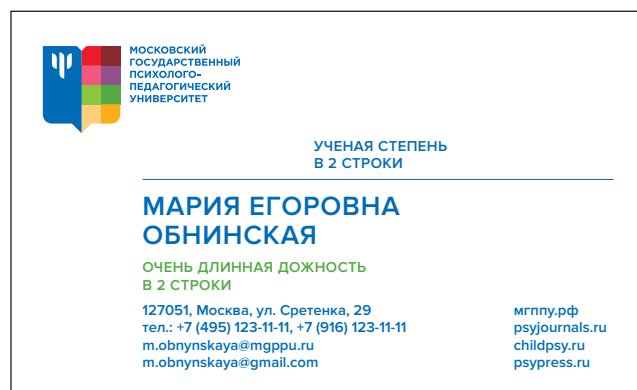 МОСКОВСКИЙ
ГОСУДАРСТВЕННЫЙ
ПСИХОЛОГО-
ПЕДАГОГИЧЕСКИЙ
УНИВЕРСИТЕТ
УЧЕНАЯ СТЕПЕНЬ
В 2 СТРОКИ
МАРИЯ ЕГОРОВНА
ОБНИНСКАЯ
ОЧЕНЬ ДЛИННАЯ ДОЖНОСТЬ
В 2 СТРОКИ
127051, Москва, ул. Сретенка, 29
тел.: +7 (495) 123-11-11, +7 (916) 123-11-11
m.obnynskaya@mgppu.ru
m.obnynskaya@gmail.com
мгппу.рф
psyjournals.ru
childpsy.ru
psypress.ru